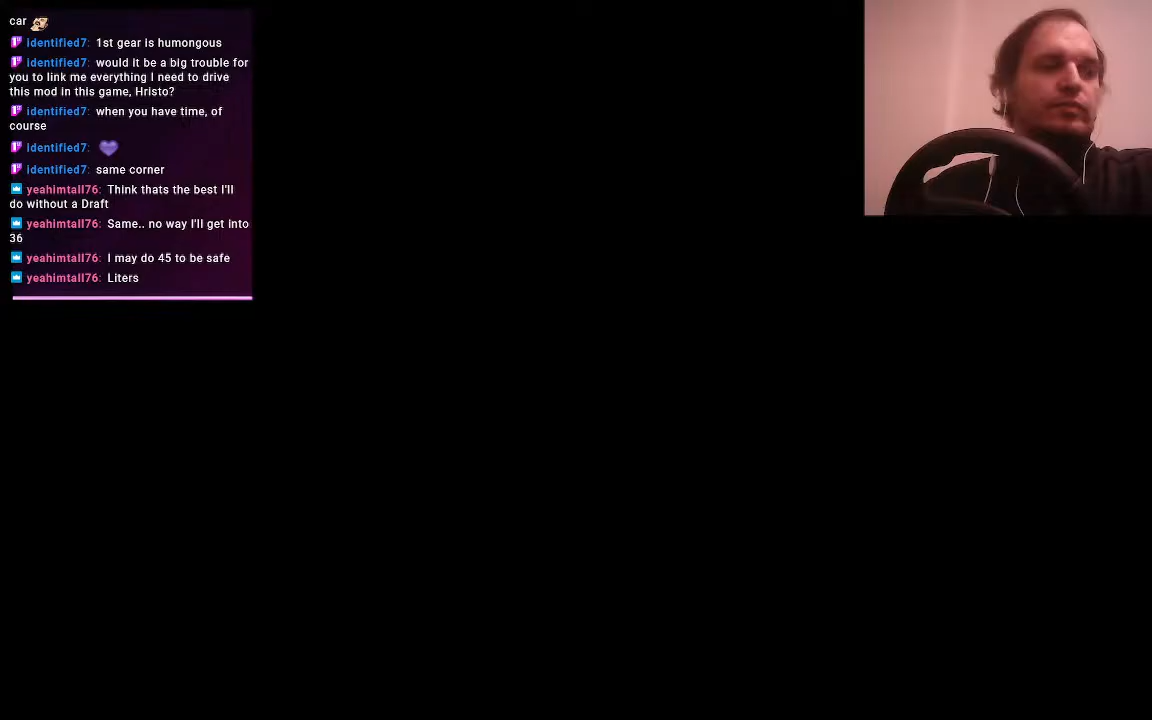 car
Identified7: 1st gear is humongous
Identified7: would it be a big trouble for
you to link me everything I need to drive
this mod in this game, Hristo?
Identified7: when you have time, of
course
Identified7:
Identified7: same corner
yeahimtall76: Think thats the best I'll
do without a Draft
yeahimtall76: Same.. no way I'll get into
36
yeahimtall76: I may do 45 to be safe
yeahimtall76: Liters